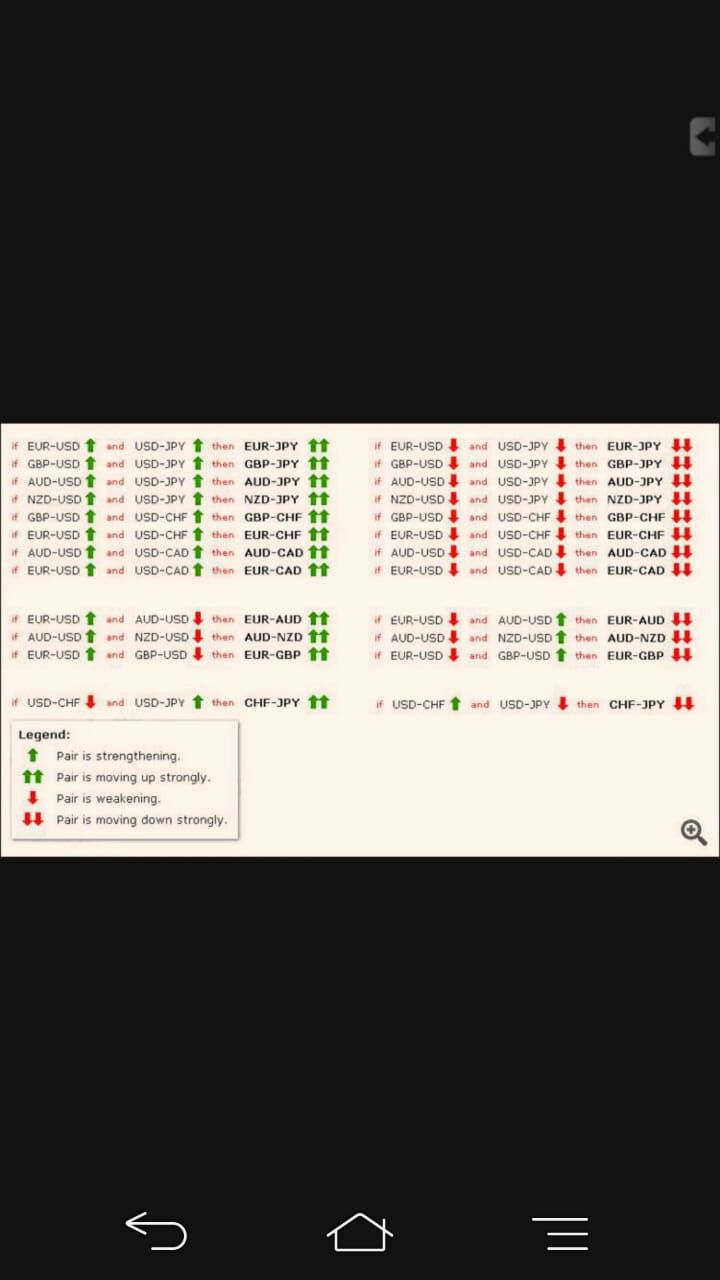 if EUR-USD ⬆ and USD-JPY ⬆ then EUR-JPY ⬆⬆
if GBP-USD ⬆ and USD-JPY ⬆ then GBP-JPY ⬆⬆
if AUD-USD ⬆ and USD-JPY ⬆ then AUD-JPY ⬆⬆
if NZD-USD ⬆ and USD-JPY ⬆ then NZD-JPY ⬆⬆
if GBP-USD ⬆ and USD-CHF ⬆ then GBP-CHF ⬆⬆
if EUR-USD ⬆ and USD-CHF ⬆ then EUR-CHF ⬆⬆
if AUD-USD ⬆ and USD-CAD ⬆ then AUD-CAD ⬆⬆
if EUR-USD ⬆ and USD-CAD ⬆ then EUR-CAD ⬆⬆
if EUR-USD ⬆ and AUD-USD ⬇ then EUR-AUD ⬆⬆
if AUD-USD ⬆ and NZD-USD ⬇ then AUD-NZD ⬆⬆
if EUR-USD ⬆ and GBP-USD ⬇ then EUR-GBP ⬆⬆
if USD-CHF ⬇ and USD-JPY ⬆ then CHF-JPY ⬆⬆
if EUR-USD ⬇ and USD-JPY ⬇ then EUR-JPY ⬇⬇
if GBP-USD ⬇ and USD-JPY ⬇ then GBP-JPY ⬇⬇
if AUD-USD ⬇ and USD-JPY ⬇ then AUD-JPY ⬇⬇
if NZD-USD ⬇ and USD-JPY ⬇ then NZD-JPY ⬇⬇
if GBP-USD ⬇ and USD-CHF ⬇ then GBP-CHF ⬇⬇
if EUR-USD ⬇ and USD-CHF ⬇ then EUR-CHF ⬇⬇
if AUD-USD ⬇ and USD-CAD ⬇ then AUD-CAD ⬇⬇
if EUR-USD ⬇ and USD-CAD ⬇ then EUR-CAD ⬇⬇
if EUR-USD ⬇ and AUD-USD ⬆ then EUR-AUD ⬇⬇
if AUD-USD ⬇ and NZD-USD ⬆ then AUD-NZD ⬇⬇
if EUR-USD ⬇ and GBP-USD ⬆ then EUR-GBP ⬇⬇
if USD-CHF ⬆ and USD-JPY ⬇ then CHF-JPY ⬇⬇
Legend:
⬆ Pair is strengthening.
⬆⬆ Pair is moving up strongly.
⬇ Pair is weakening.
⬇⬇ Pair is moving down strongly.